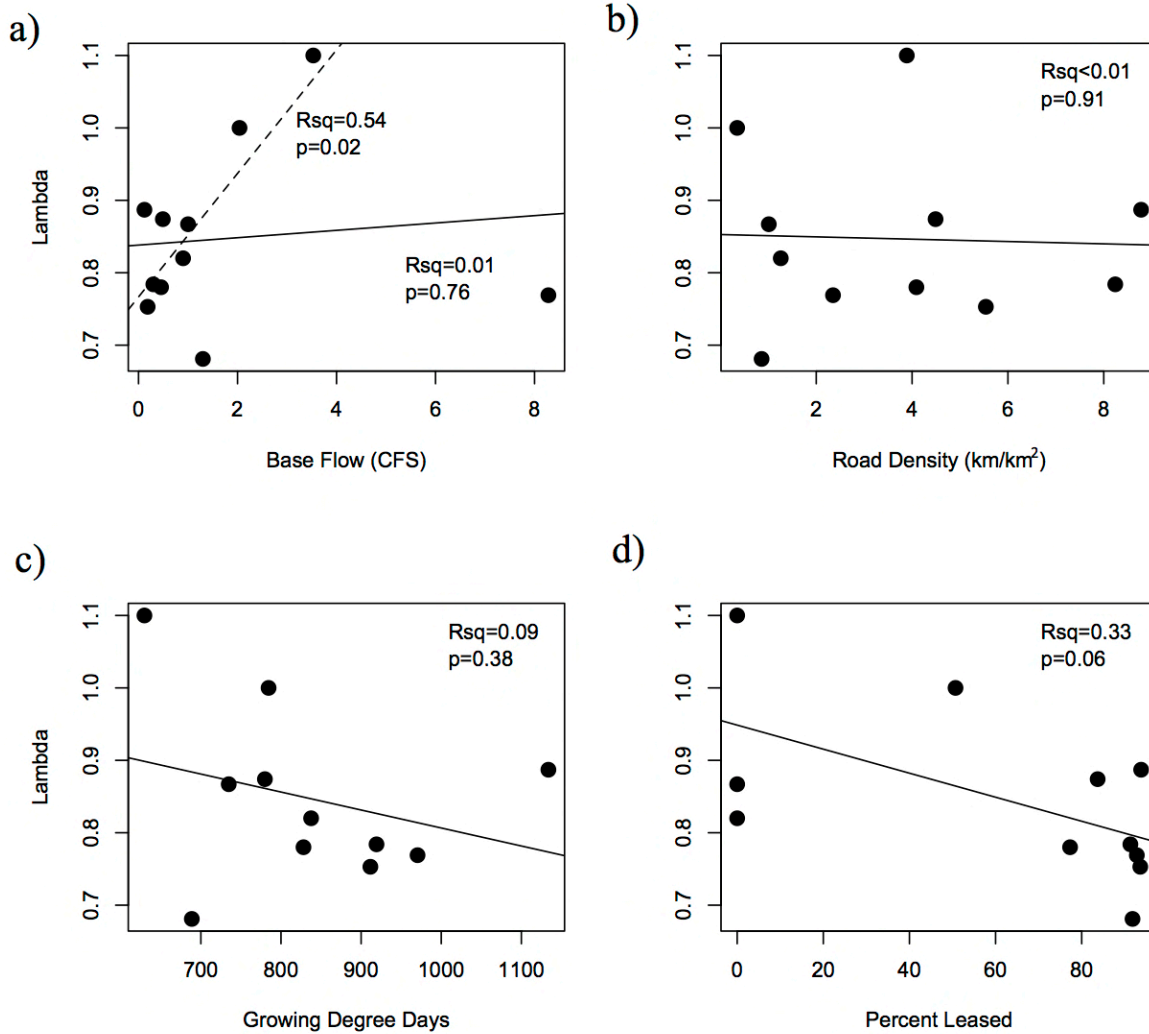 a)
1.1
1.0
0.9
0.8
0.7
Lambda
Rsq=0.54
p=0.02
Rsq=0.01
p=0.76
0 2 4 6 8
Base Flow (CFS)
b)
1.1
1.0
0.9
0.8
0.7
Rsq<0.01
p=0.91
2 4 6 8
Road Density (km/km²)
c)
1.1
1.0
0.9
0.8
0.7
Lambda
Rsq=0.09
p=0.38
700 800 900 1000 1100
Growing Degree Days
d)
1.1
1.0
0.9
0.8
0.7
Rsq=0.33
p=0.06
0 20 40 60 80
Percent Leased